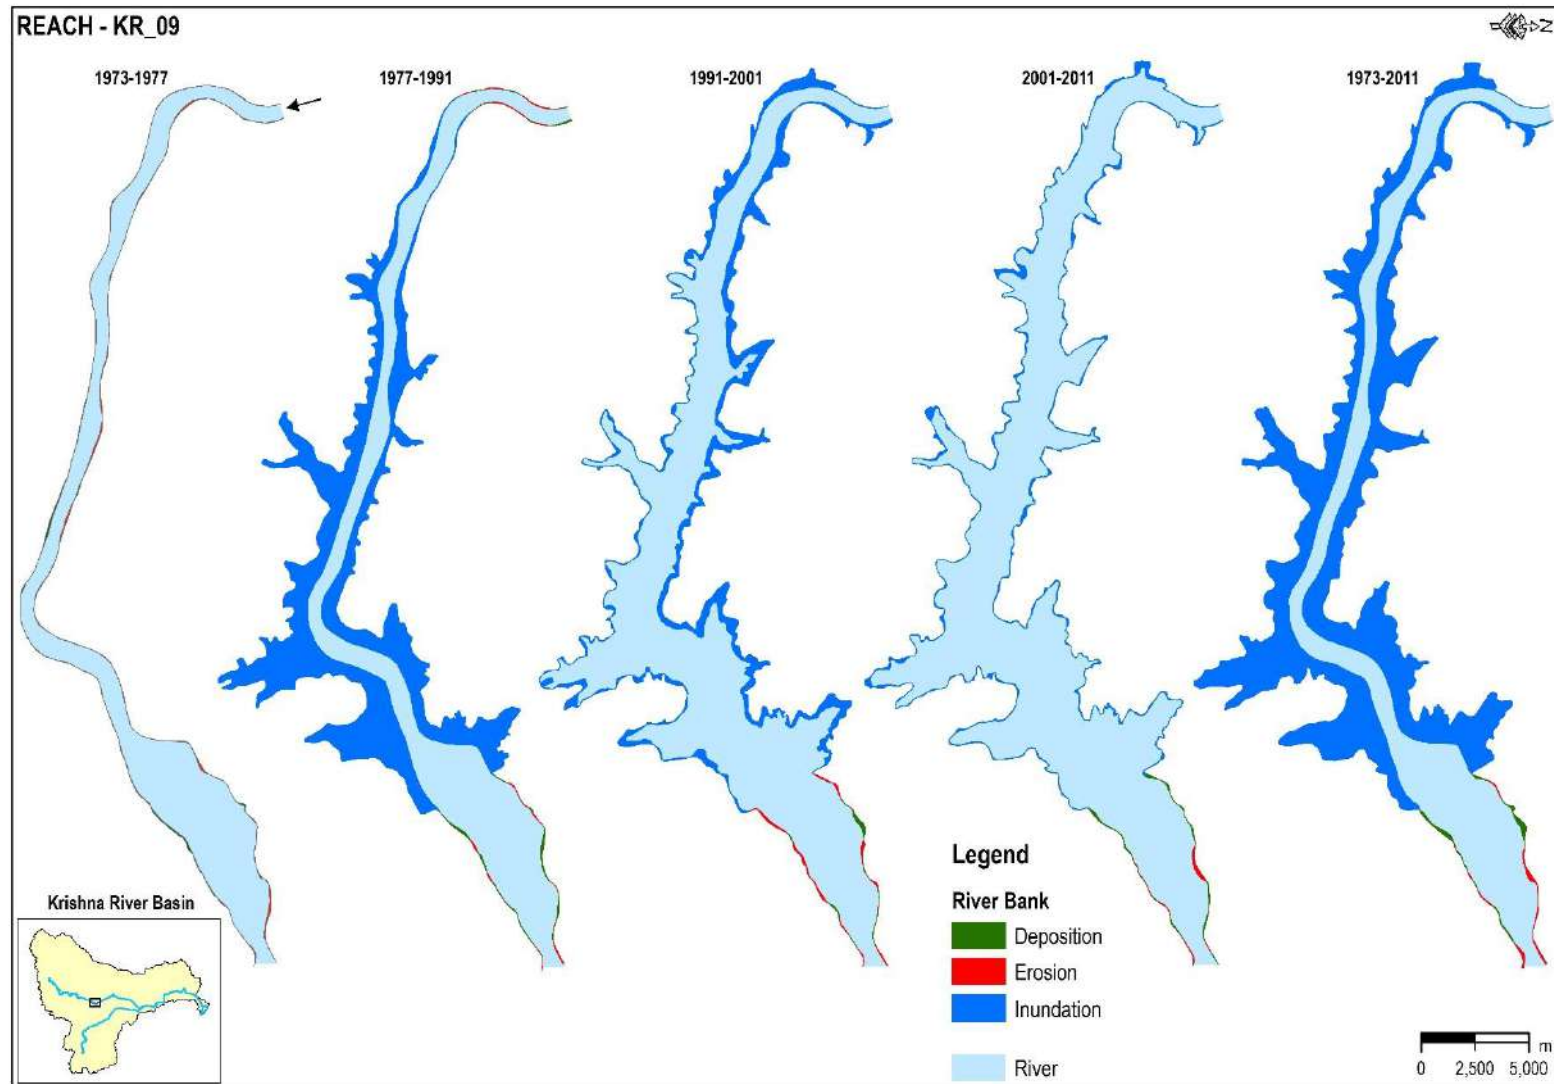 REACH - KR_09
Z
1973-1977
1977-1991
1991-2001
2001-2011
1973-2011
Legend
River Bank
Deposition
Erosion
Inundation
River
Krishna River Basin
m
0 2,500 5,000